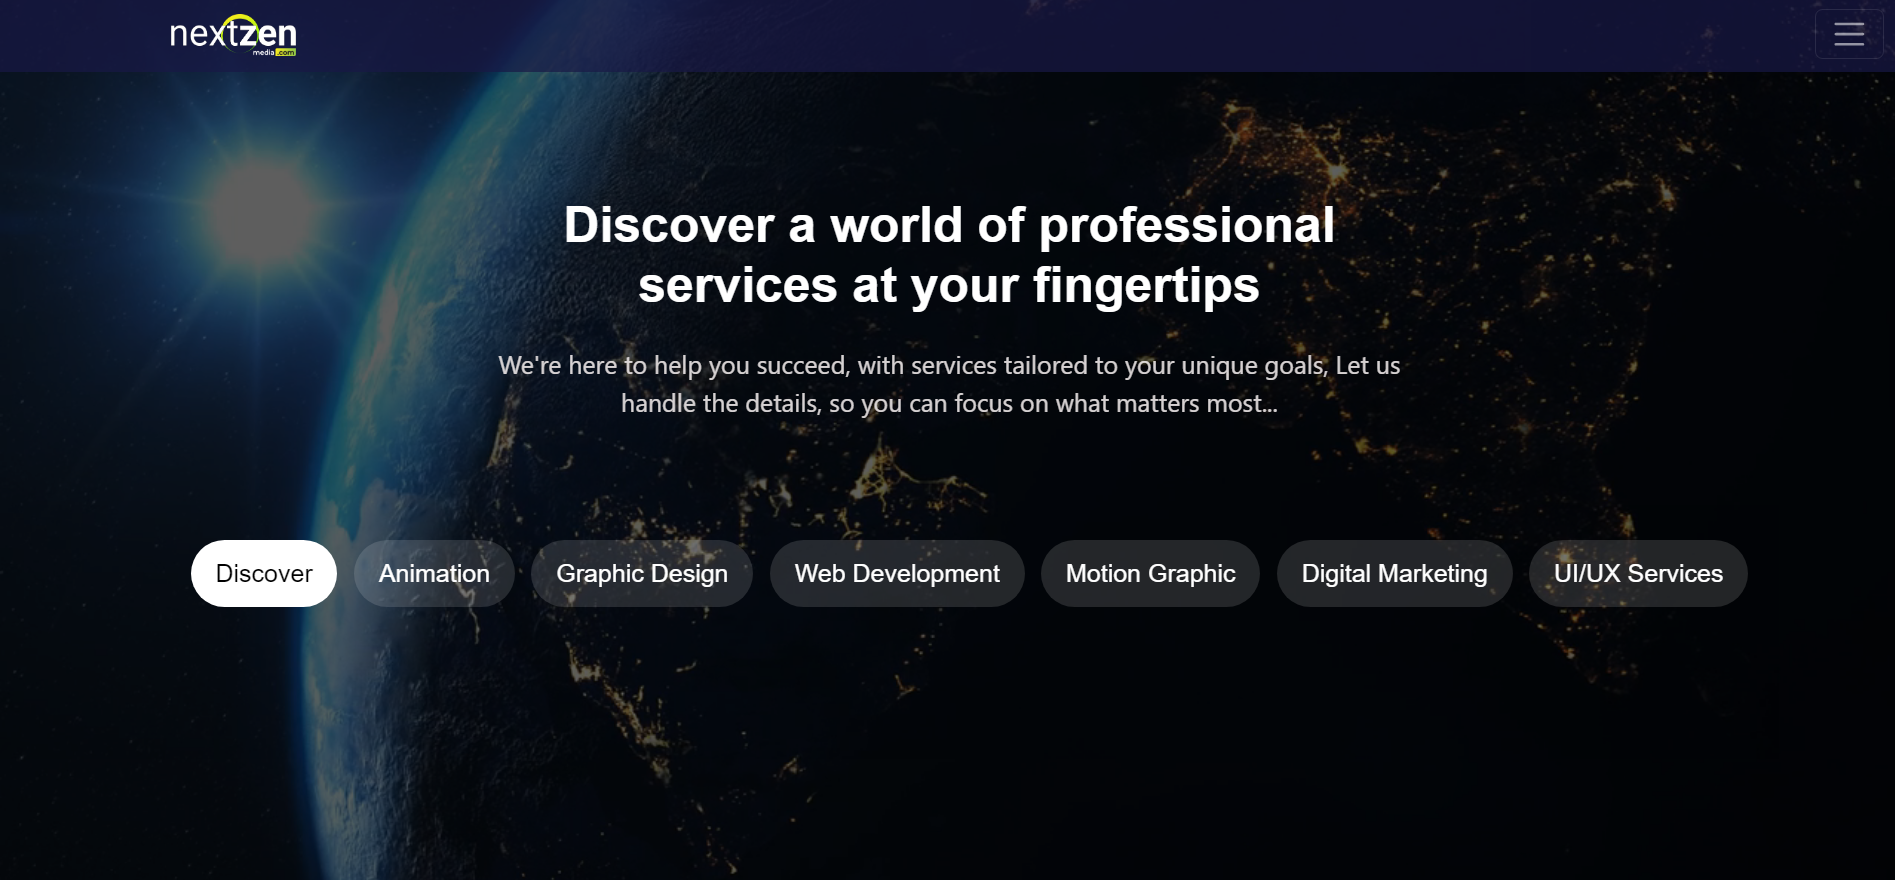 nextzen
media.com
Discover a world of professional
services at your fingertips
We're here to help you succeed, with services tailored to your unique goals, Let us
handle the details, so you can focus on what matters most...
Discover Animation Graphic Design Web Development Motion Graphic Digital Marketing UI/UX Services